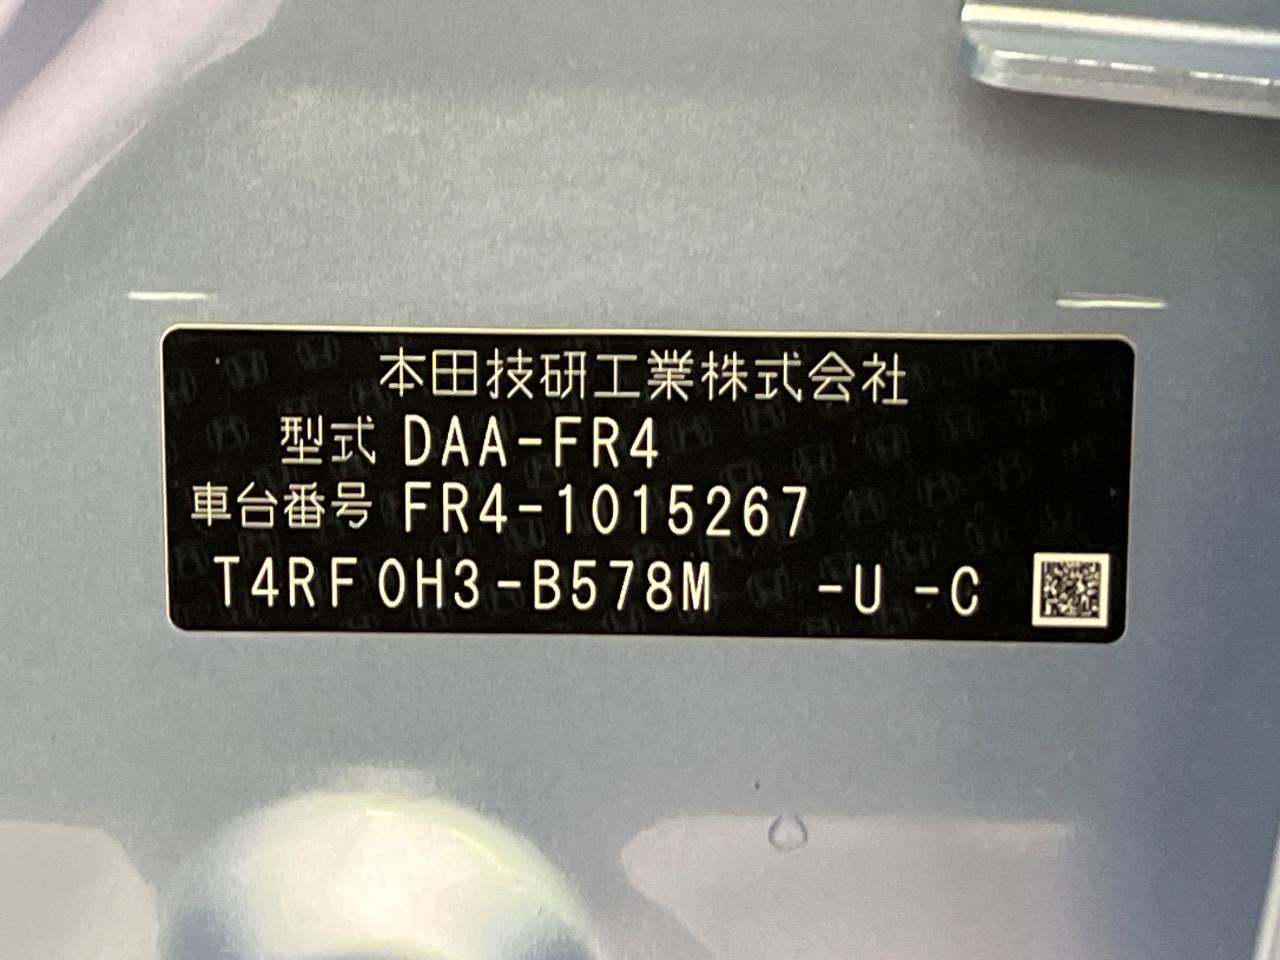 本田技研工業株式会社
型式 DAA-FR4
車台番号 FR4-1015267
T4RF0H3-B578M -U -C